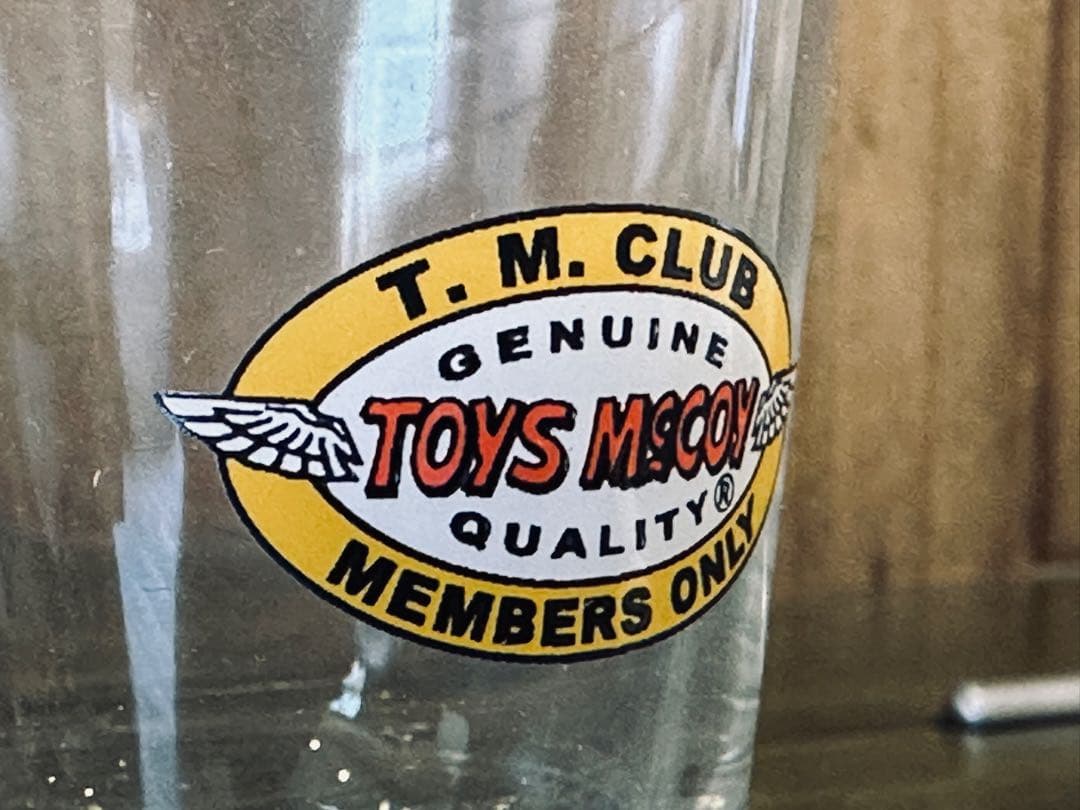 T. M. CLUB
GENUINE
TOYS McCOY
QUALITY®
MEMBERS ONLY